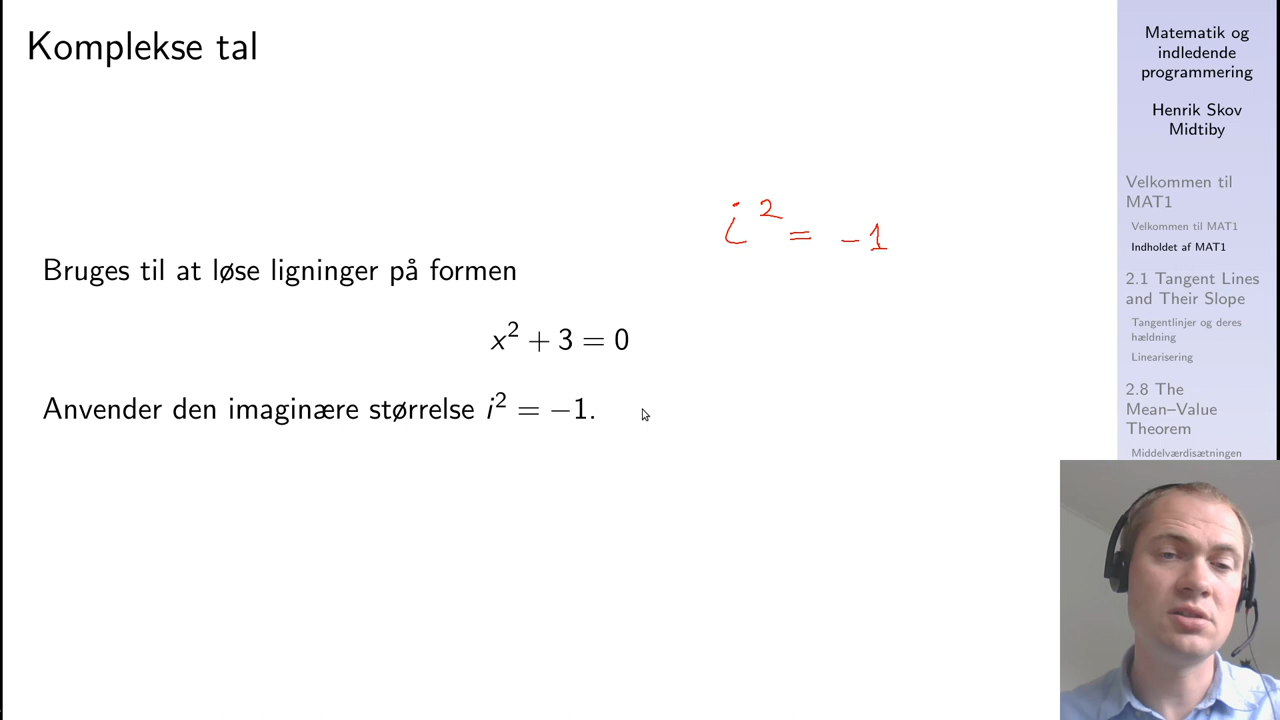 Komplekse tal
i² = -1
Bruges til at løse ligninger på formen
x² + 3 = 0
Anvender den imaginære størrelse i² = −1.
Matematik og
indledende
programmering
Henrik Skov
Midtiby
Velkommen til
MAT1
Velkommen til MAT1
Indholdet af MAT1
2.1 Tangent Lines
and Their Slope
Tangentlinjer og deres
hældning
Linearisering
2.8 The
Mean–Value
Theorem
Middelværdisætningen